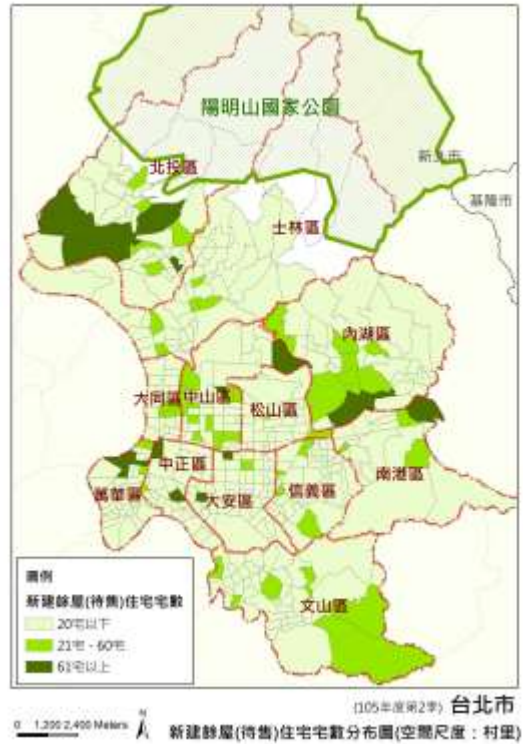 陽明山國家公園
新北市
北投區
基隆市
士林區
內湖區
大同區
中山區
松山區
中正區
萬華區
大安區
信義區
南港區
文山區
圖例
新建餘屋(待售)住宅宅數
20宅以下
21宅 - 60宅
61宅以上
(105年度第2季) 台北市
0 1,200 2,400 Meters
N
新建餘屋(待售)住宅宅數分布圖(空間尺度：村里)